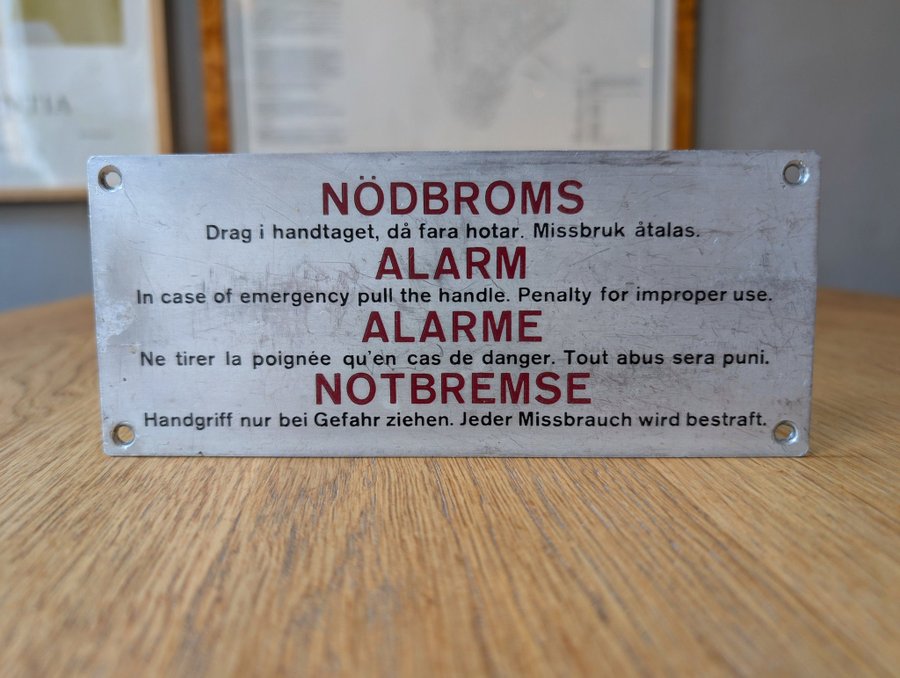 NÖDBROMS
Drag i handtaget, då fara hotar. Missbruk åtalas.
ALARM
In case of emergency pull the handle. Penalty for improper use.
ALARME
Ne tirer la poignée qu'en cas de danger. Tout abus sera puni.
NOTBREMSE
Handgriff nur bei Gefahr ziehen. Jeder Missbrauch wird bestraft.